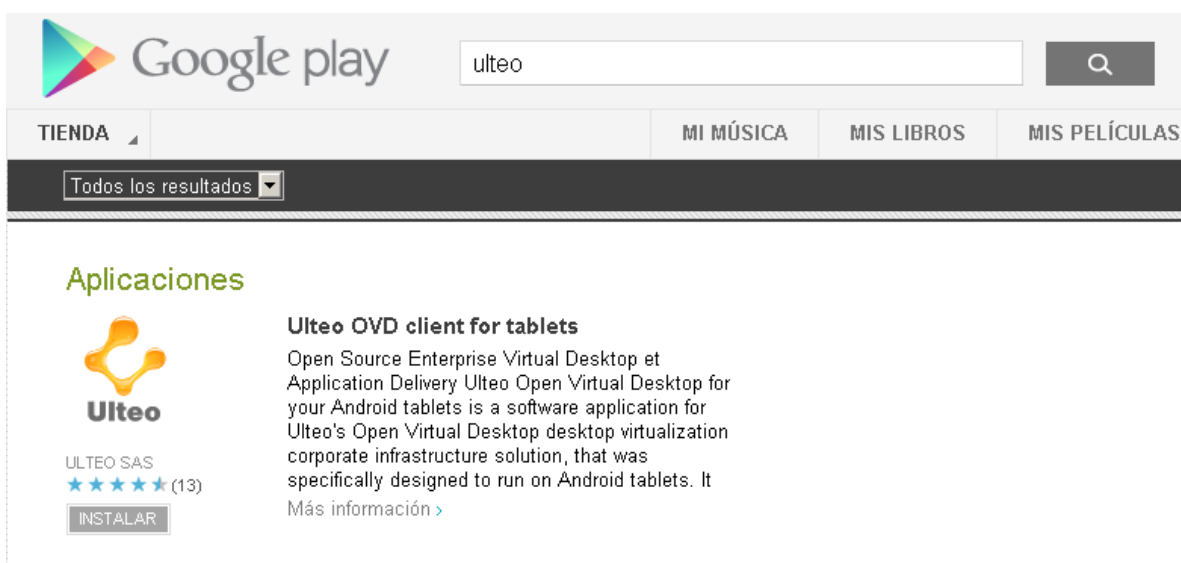 Google play
ulteo
TIENDA
MI MÚSICA
MIS LIBROS
MIS PELÍCULAS
Todos los resultados
Aplicaciones
Ulteo
ULTEO SAS
(13)
INSTALAR
Ulteo OVD client for tablets
Open Source Enterprise Virtual Desktop et
Application Delivery Ulteo Open Virtual Desktop for
your Android tablets is a software application for
Ulteo's Open Virtual Desktop desktop virtualization
corporate infrastructure solution, that was
specifically designed to run on Android tablets. It
Más información ›